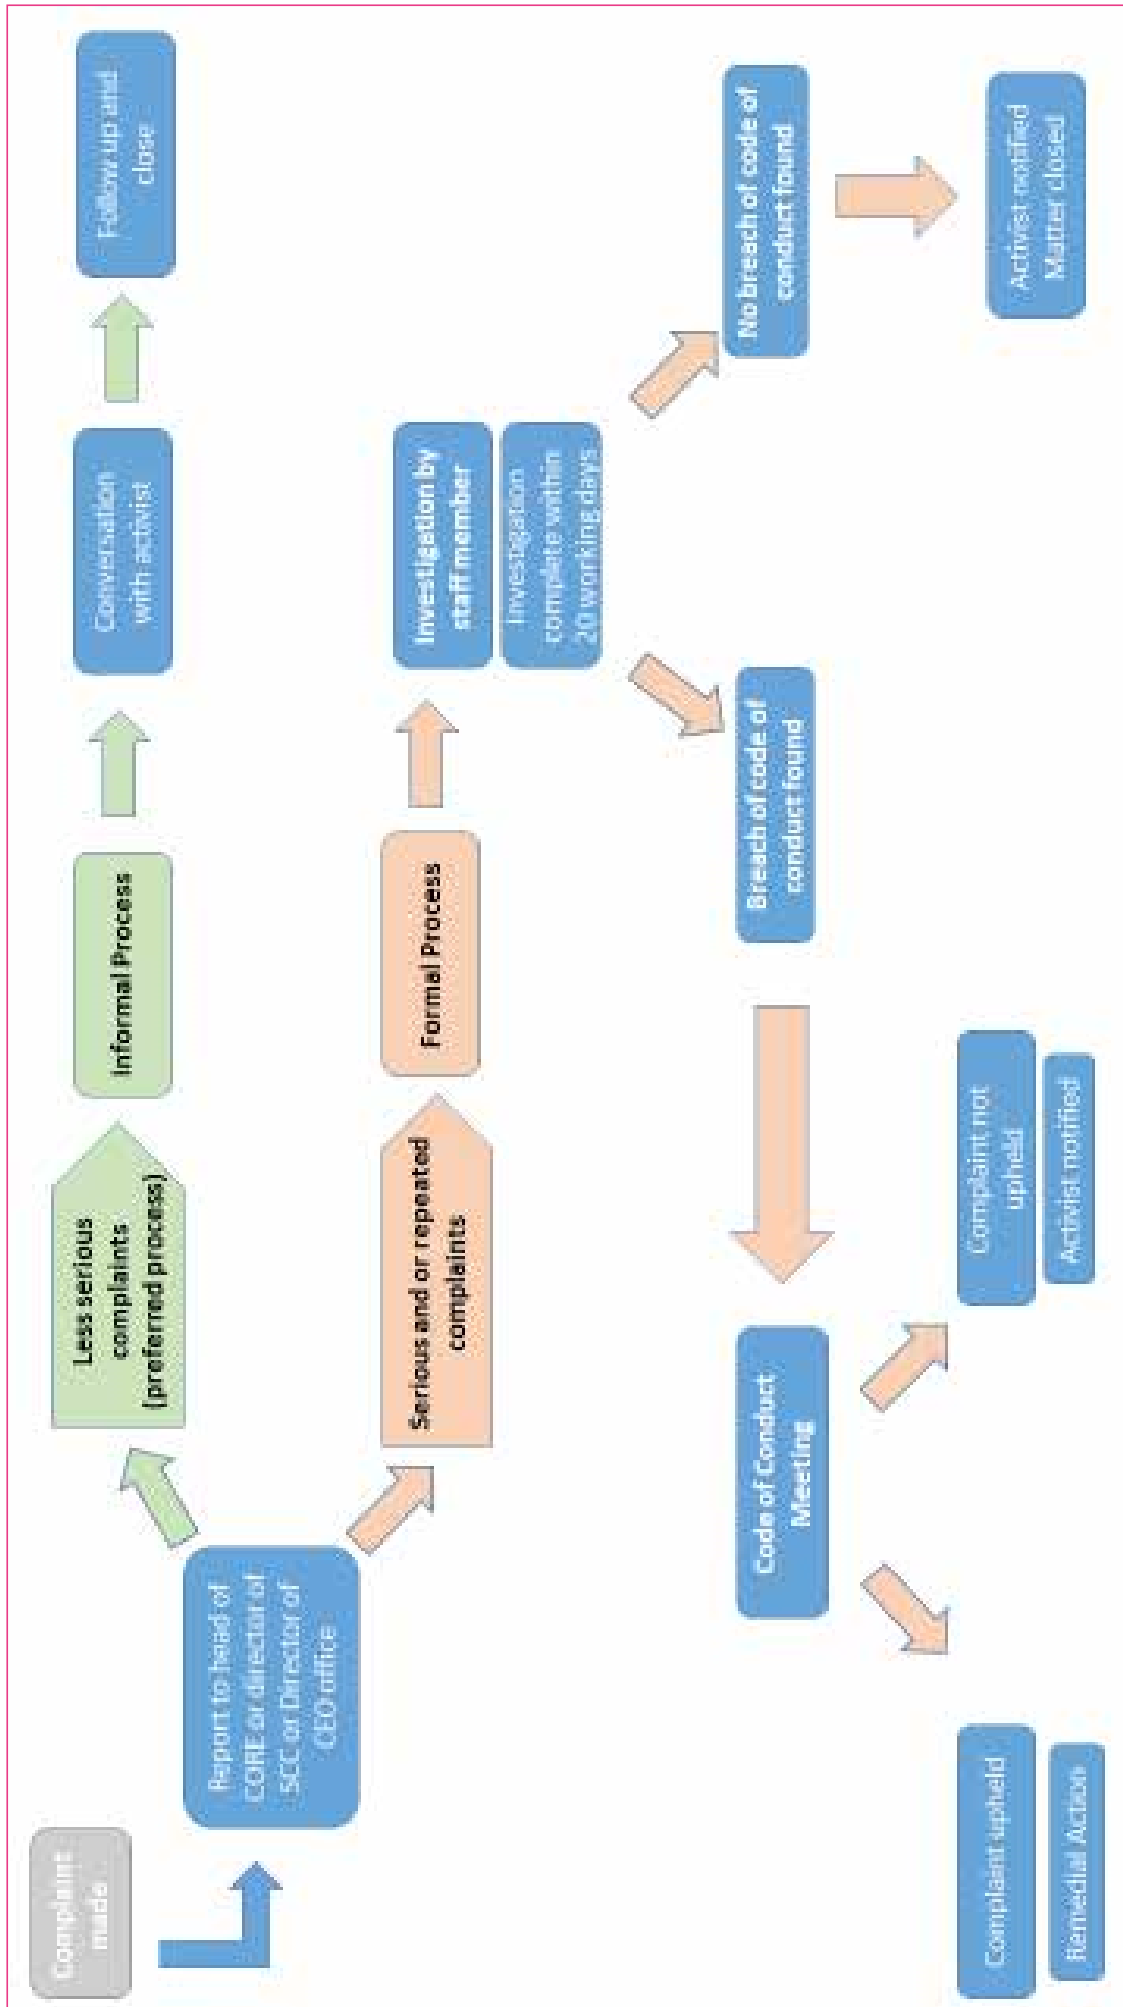 Complaint
made
Report to head of
CORE or director of
SCC or Director of
CEO office
Less serious
complaints
(preferred process)
Informal Process
Conversation
with activist
Follow up and
close
Serious and or repeated
complaints
Formal Process
Investigation by
staff member
Investigation
complete within
20 working days
No breach of code of
conduct found
Activist notified
Matter closed
Breach of code of
conduct found
Code of Conduct
Meeting
Complaint not
upheld
Activist notified
Complaint upheld
Remedial Action